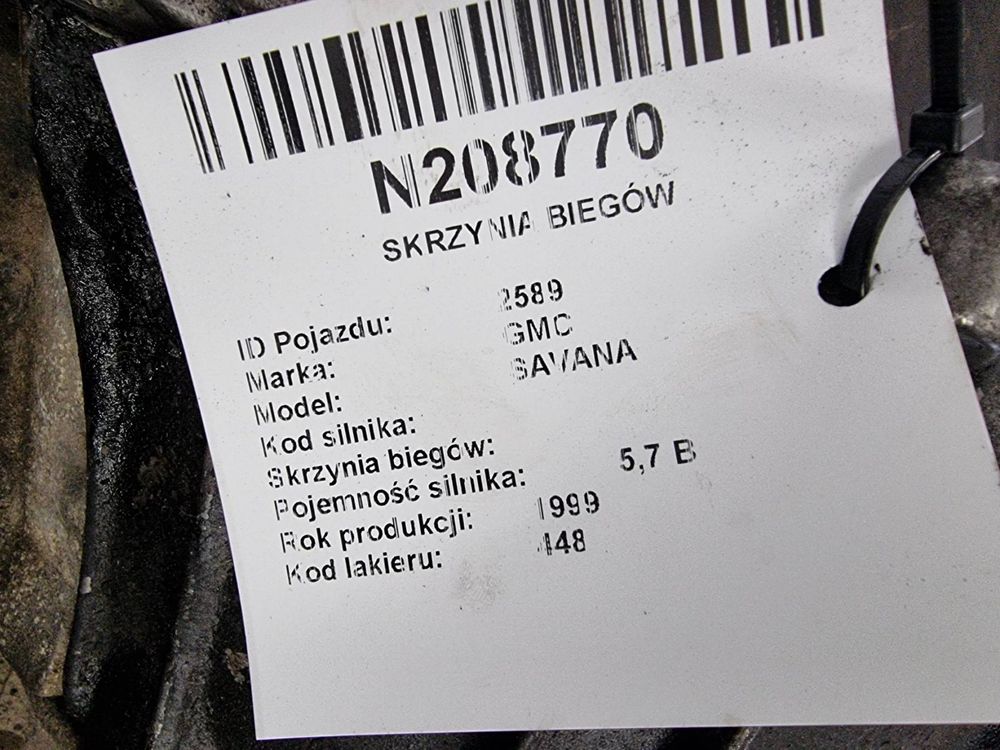 N208770
SKRZYNIA BIEGÓW
ID Pojazdu: 2589
Marka: GMC
Model: SAVANA
Kod silnika:
Skrzynia biegów:
Pojemność silnika: 5,7 B
Rok produkcji: 1999
Kod lakieru: 448